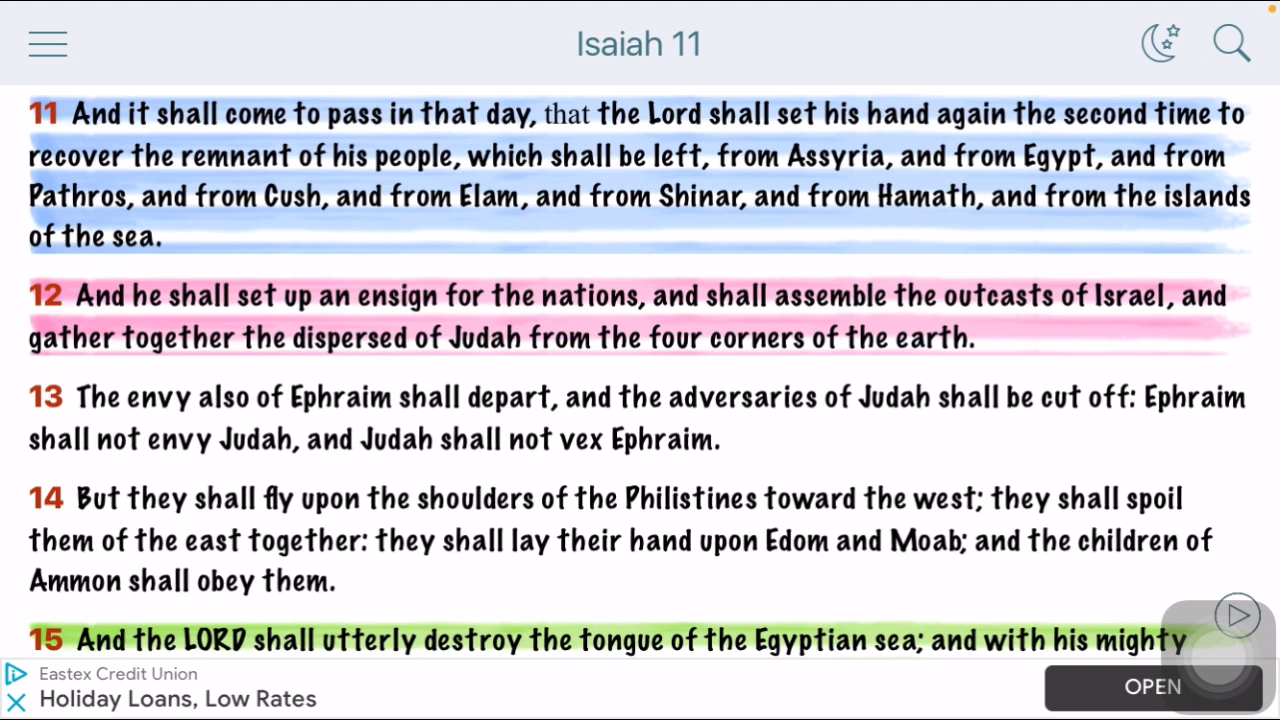 Isaiah 11
11 And it shall come to pass in that day, that the Lord shall set his hand again the second time to
recover the remnant of his people, which shall be left, from Assyria, and from Egypt, and from
Pathros, and from Cush, and from Elam, and from Shinar, and from Hamath, and from the islands
of the sea.
12 And he shall set up an ensign for the nations, and shall assemble the outcasts of Israel, and
gather together the dispersed of Judah from the four corners of the earth.
13 The envy also of Ephraim shall depart, and the adversaries of Judah shall be cut off: Ephraim
shall not envy Judah, and Judah shall not vex Ephraim.
14 But they shall fly upon the shoulders of the Philistines toward the west; they shall spoil
them of the east together: they shall lay their hand upon Edom and Moab; and the children of
Ammon shall obey them.
15 And the LORD shall utterly destroy the tongue of the Egyptian sea; and with his mighty
Eastex Credit Union
Holiday Loans, Low Rates
OPEN